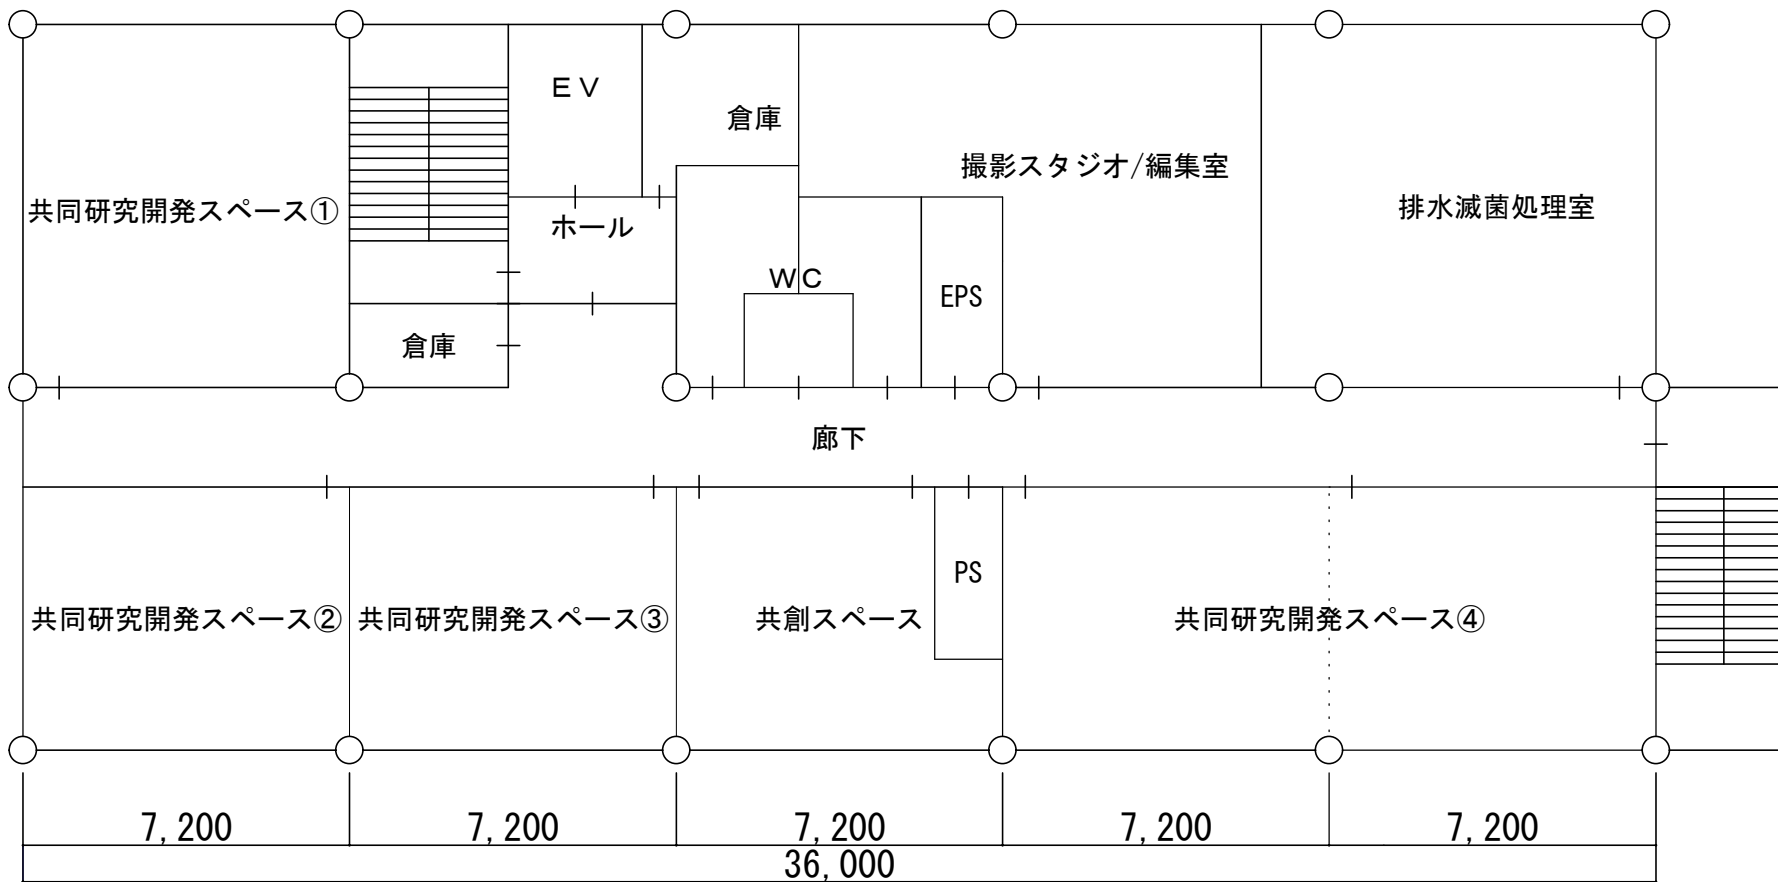 ＥＶ
倉庫
撮影スタジオ/編集室
共同研究開発スペース①
ホール
排水滅菌処理室
ＷＣ
EPS
倉庫
廊下
PS
共同研究開発スペース②
共同研究開発スペース③
共創スペース
共同研究開発スペース④
7,200
7,200
7,200
7,200
7,200
36,000